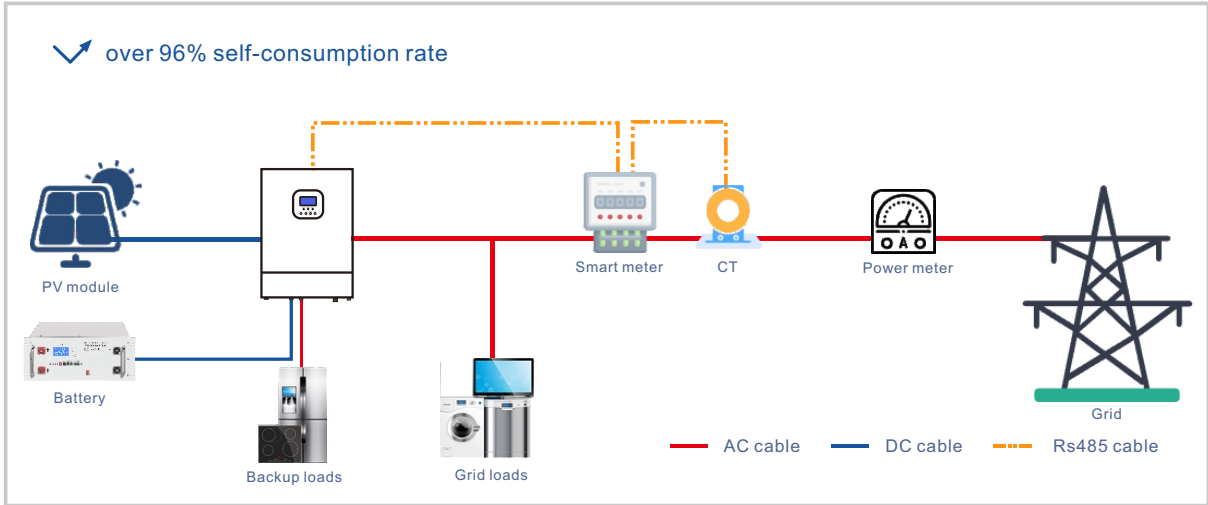 over 96% self-consumption rate
PV module
Battery
Backup loads
Grid loads
Smart meter
CT
A
Power meter
Grid
AC cable
DC cable
Rs485 cable